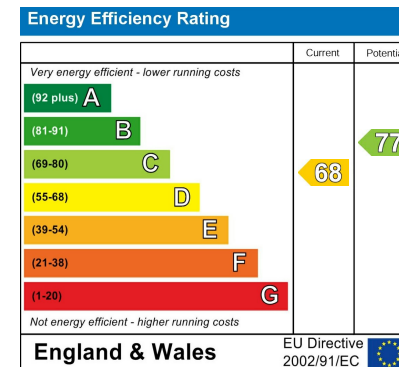 Energy Efficiency Rating
Current Potentia
Very energy efficient - lower running costs
(92 plus) A
(81-91) B
77
(69-80) C
68
(55-68) D
(39-54) E
(21-38) F
(1-20) G
Not energy efficient - higher running costs
England & Wales
EU Directive
2002/91/EC